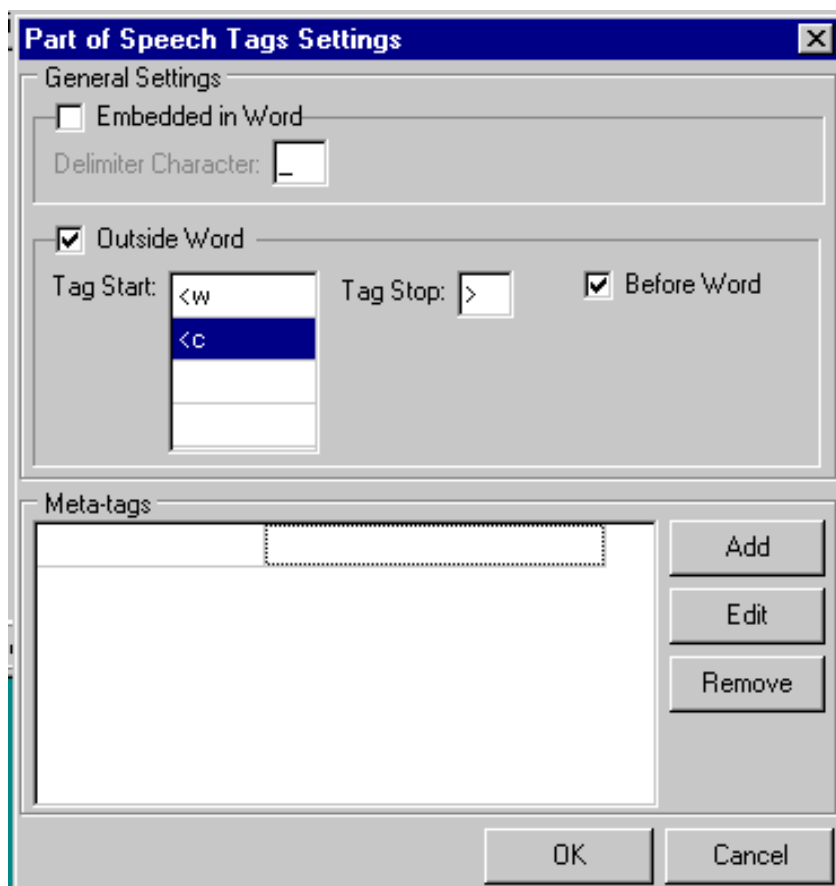 Part of Speech Tags Settings
General Settings
Embedded in Word
Delimiter Character: _
Outside Word
Tag Start: <w Tag Stop: > Before Word
<c
Meta-tags
Add
Edit
Remove
OK Cancel